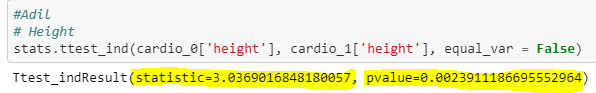 #Adil
# Height
stats.ttest_ind(cardio_0['height'], cardio_1['height'], equal_var = False)
Ttest_indResult(statistic=3.0369016848180057, pvalue=0.0023911186695552964)